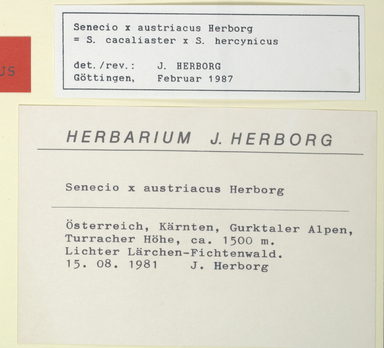 Senecio x austriacus Herborg
= S. cacaliaster x S. hercynicus
det./rev.: J. HERBORG
Göttingen, Februar 1987
US
HERBARIUM J. HERBORG
Senecio x austriacus Herborg
Österreich, Kärnten, Gurktaler Alpen,
Turracher Höhe, ca. 1500 m.
Lichter Lärchen-Fichtenwald.
15. 08. 1981 J. Herborg